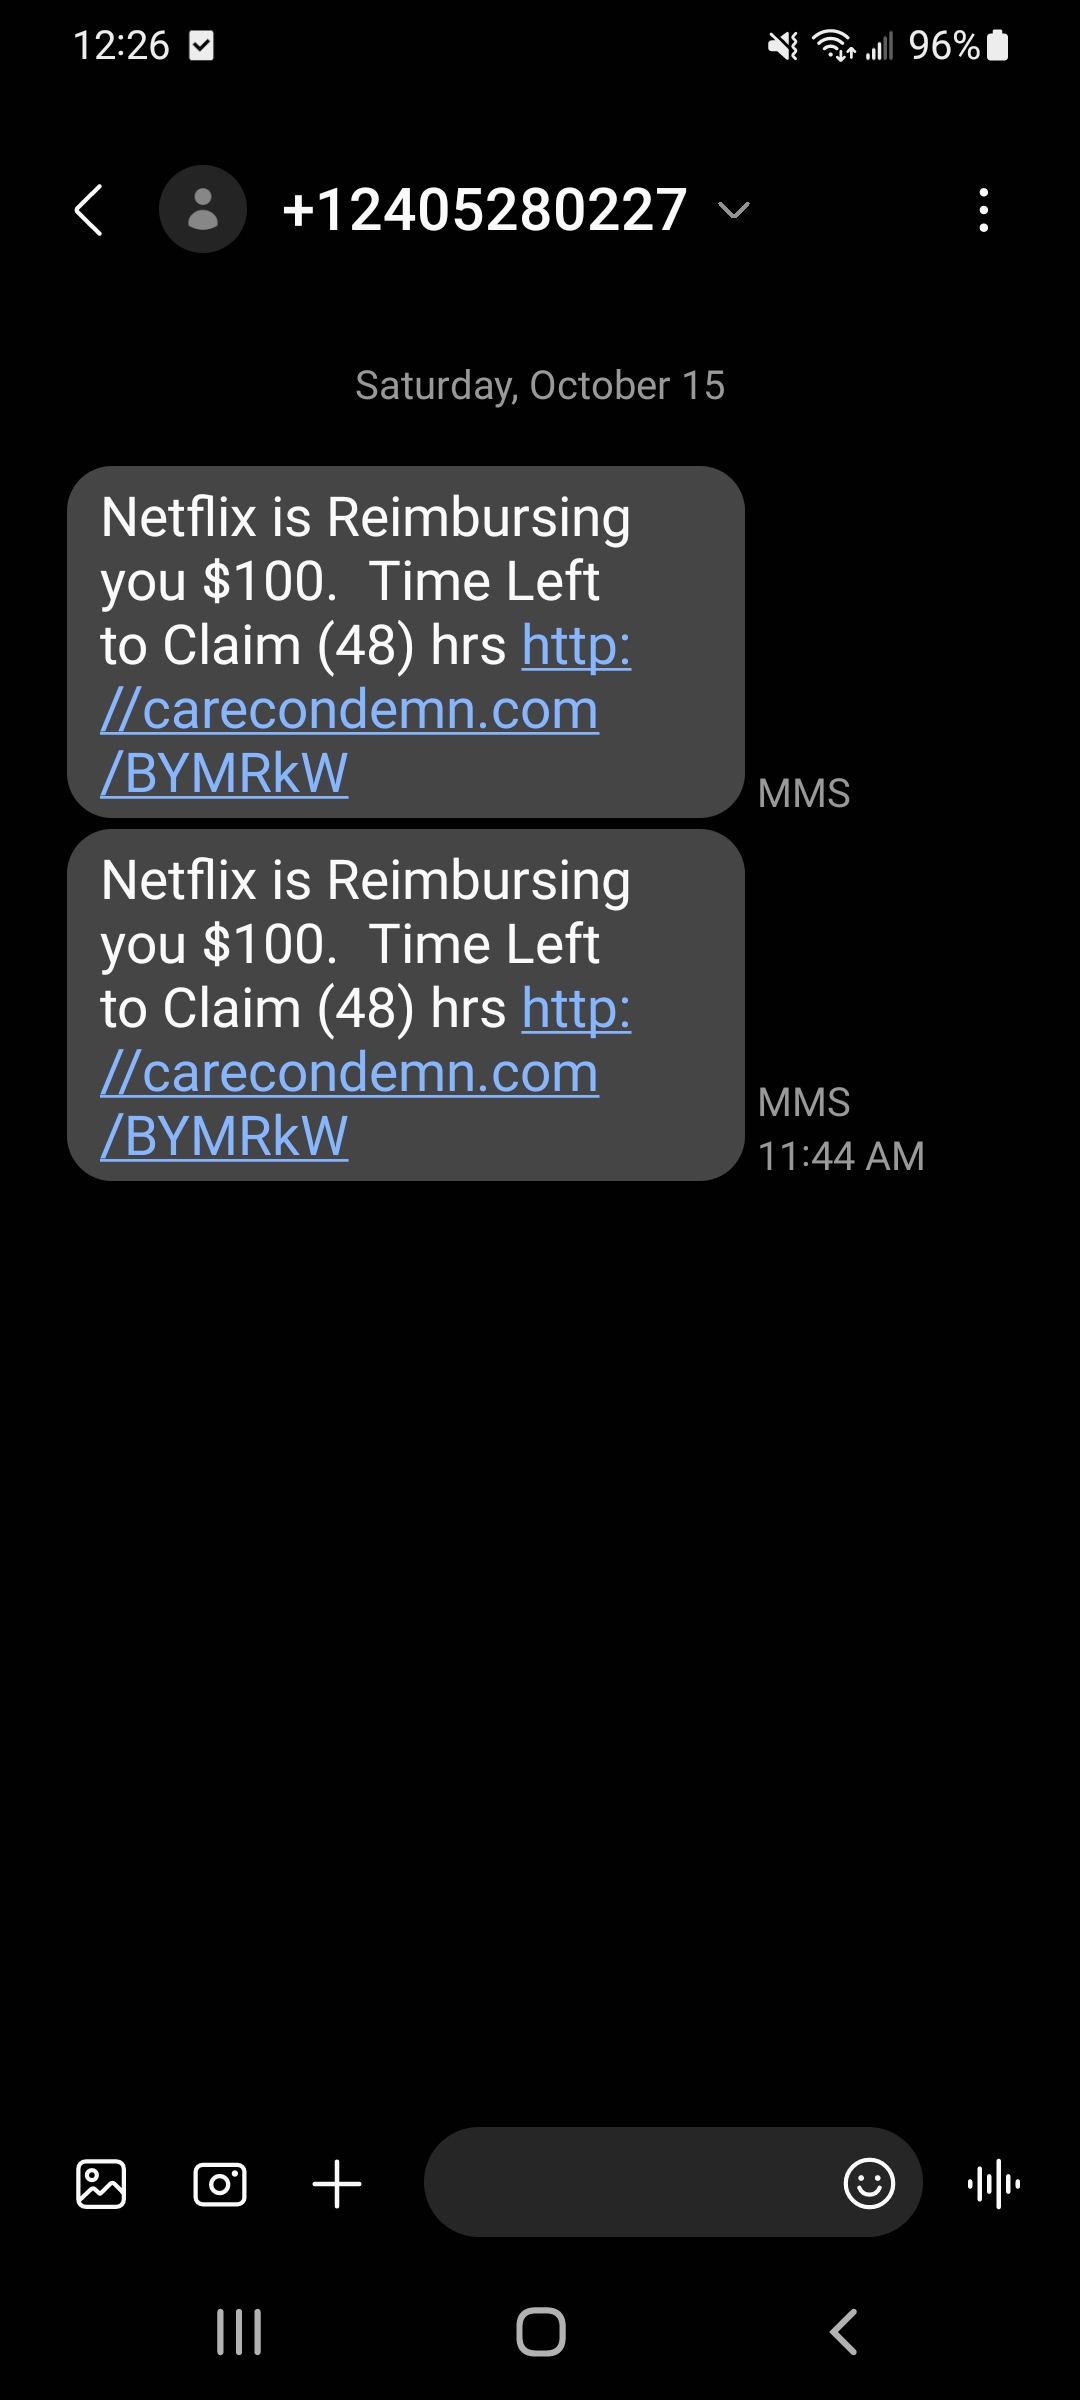 12:26
96%
+12405280227
Saturday, October 15
Netflix is Reimbursing
you $100.  Time Left
to Claim (48) hrs http:
//carecondemn.com
/BYMRkW
MMS
Netflix is Reimbursing
you $100.  Time Left
to Claim (48) hrs http:
//carecondemn.com
/BYMRkW
MMS
11:44 AM